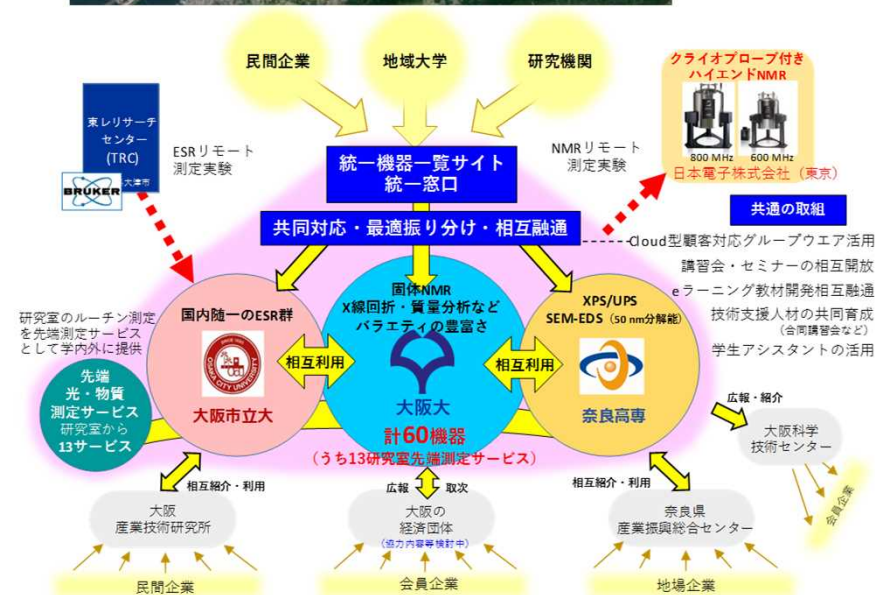 民間企業
地域大学
研究機関
クライオプローブ付き
ハイエンドNMR
800 MHz
600 MHz
日本電子株式会社（東京）
東レリサーチ
センター
(TRC)
大津市
BRUKER
ESRリモート
測定実験
NMRリモート
測定実験
統一機器一覧サイト
統一窓口
共同対応・最適振り分け・相互融通
共通の取組
Cloud型顧客対応グループウエア活用
講習会・セミナーの相互開放
eラーニング教材開発相互融通
技術支援人材の共同育成
（合同講習会など）
学生アシスタントの活用
研究室のルーチン測定
を先端測定サービス
として学内外に提供
先端
光・物質
測定サービス
研究室から
13サービス
国内随一のESR群
OSAKA CITY UNIVERSITY
大阪市立大
相互利用
固体NMR
X線回折・質量分析など
バラエティの豊富さ
大阪大
計60機器
（うち13研究室先端測定サービス）
相互利用
XPS/UPS
SEM-EDS（50 nm分解能）
奈良高専
広報・紹介
大阪科学
技術センター
会員企業
相互紹介・利用
大阪
産業技術研究所
民間企業
広報
取次
大阪の
経済団体
（協力内容等検討中）
会員企業
相互紹介・利用
奈良県
産業振興総合センター
地場企業